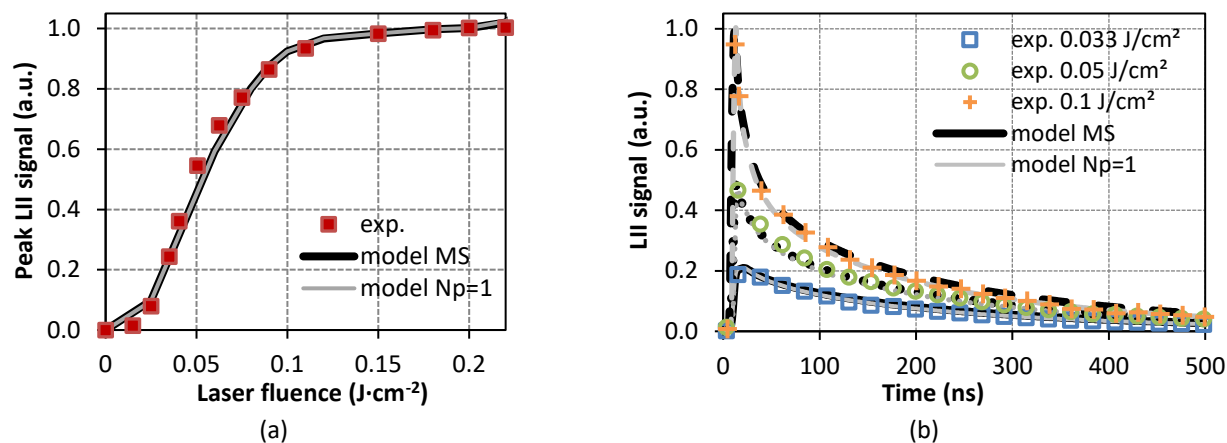 1.0
0.8
0.6
0.4
0.2
0.0
Peak LII signal (a.u.)
exp.
model MS
model Np=1
0 0.05 0.1 0.15 0.2
Laser fluence (J·cm⁻²)
(a)
1.0
0.8
0.6
0.4
0.2
0.0
LII signal (a.u.)
exp. 0.033 J/cm²
exp. 0.05 J/cm²
exp. 0.1 J/cm²
model MS
model Np=1
0 100 200 300 400 500
Time (ns)
(b)